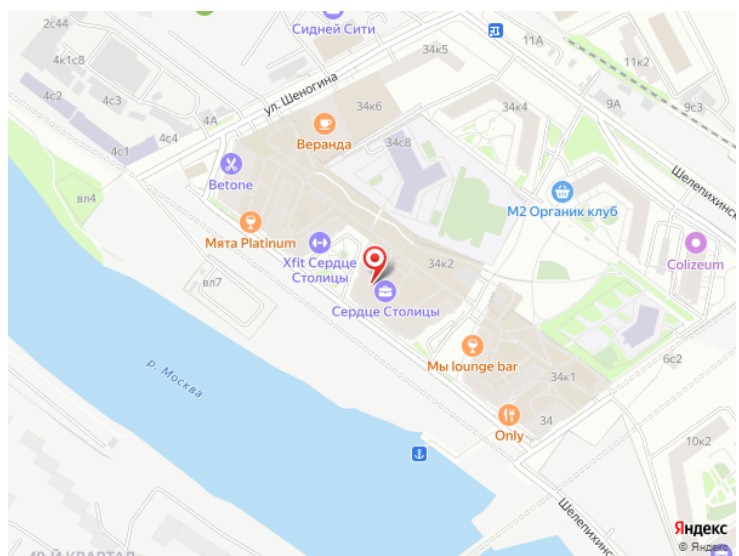 2с44
Сидней Сити
11А
4к1с8
34к5
11к2
4с2
4с3
ул. Шеногина
9А
9с3
4А
34к6
34к4
4с4
4с1
Веранда
34с8
Betone
Шелепихинск
вл4
М2 Органик клуб
Мята Platinum
Xfit Сердце
Столицы
34к2
Colizeum
вл7
Сердце Столицы
6с2
р. Москва
Мы lounge bar
34к1
34
Only
10к2
Шелепихинс
Яндекс
© Яндекс